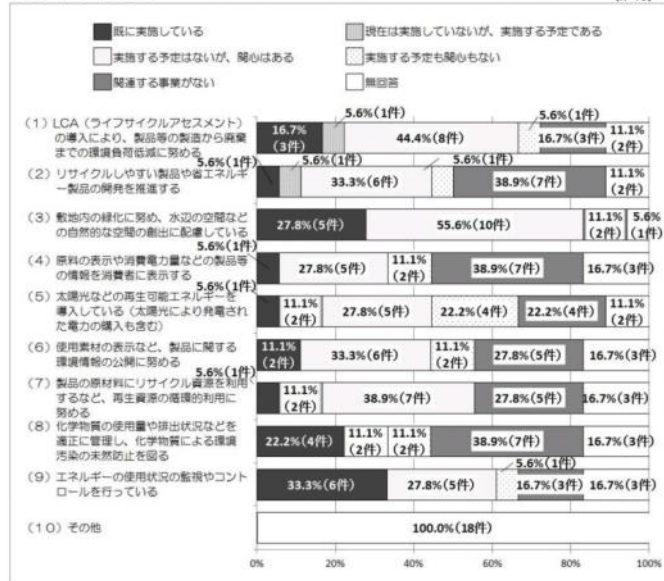 既に実施している
現在は実施していないが、実施する予定である
実施する予定はないが、関心はある
実施する予定も関心もない
関連する事業がない
無回答
(1) LCA(ライフサイクルアセスメント)
の導入により、製品等の製造から廃棄
までの環境負荷低減に努める
16.7%
(3件)
5.6%(1件)
44.4%(8件)
5.6%(1件)
16.7%(3件)
11.1%
(2件)
(2) リサイクルしやすい製品や省エネルギ
ー製品の開発を推進する
5.6%(1件)
5.6%(1件)
33.3%(6件)
5.6%(1件)
38.9%(7件)
11.1%
(2件)
(3) 敷地内の緑化に努め、水辺の空間など
の自然的な空間の創出に配慮している
27.8%(5件)
55.6%(10件)
11.1%
(2件)
5.6%
(1件)
(4) 原料の表示や消費電力量などの製品等
の情報を消費者に表示する
5.6%(1件)
27.8%(5件)
11.1%
(2件)
38.9%(7件)
16.7%(3件)
(5) 太陽光などの再生可能エネルギーを
導入している(太陽光により発電され
た電力の購入も含む)
5.6%(1件)
11.1%
(2件)
27.8%(5件)
22.2%(4件)
22.2%(4件)
11.1%
(2件)
(6) 使用素材の表示など、製品に関する
環境情報の公開に努める
11.1%
(2件)
33.3%(6件)
11.1%
(2件)
27.8%(5件)
16.7%(3件)
(7) 製品の原材料にリサイクル資源を利用
するなど、再生資源の循環的利用に
努める
5.6%(1件)
11.1%
(2件)
38.9%(7件)
27.8%(5件)
16.7%(3件)
(8) 化学物質の使用量や排出状況などを
適正に管理し、化学物質による環境
汚染の未然防止を図る
22.2%(4件)
11.1%
(2件)
11.1%
(2件)
38.9%(7件)
16.7%(3件)
(9) エネルギーの使用状況の監視やコント
ロールを行っている
33.3%(6件)
27.8%(5件)
5.6%(1件)
16.7%(3件)
16.7%(3件)
(10) その他
100.0%(18件)
0%
20%
40%
60%
80%
100%